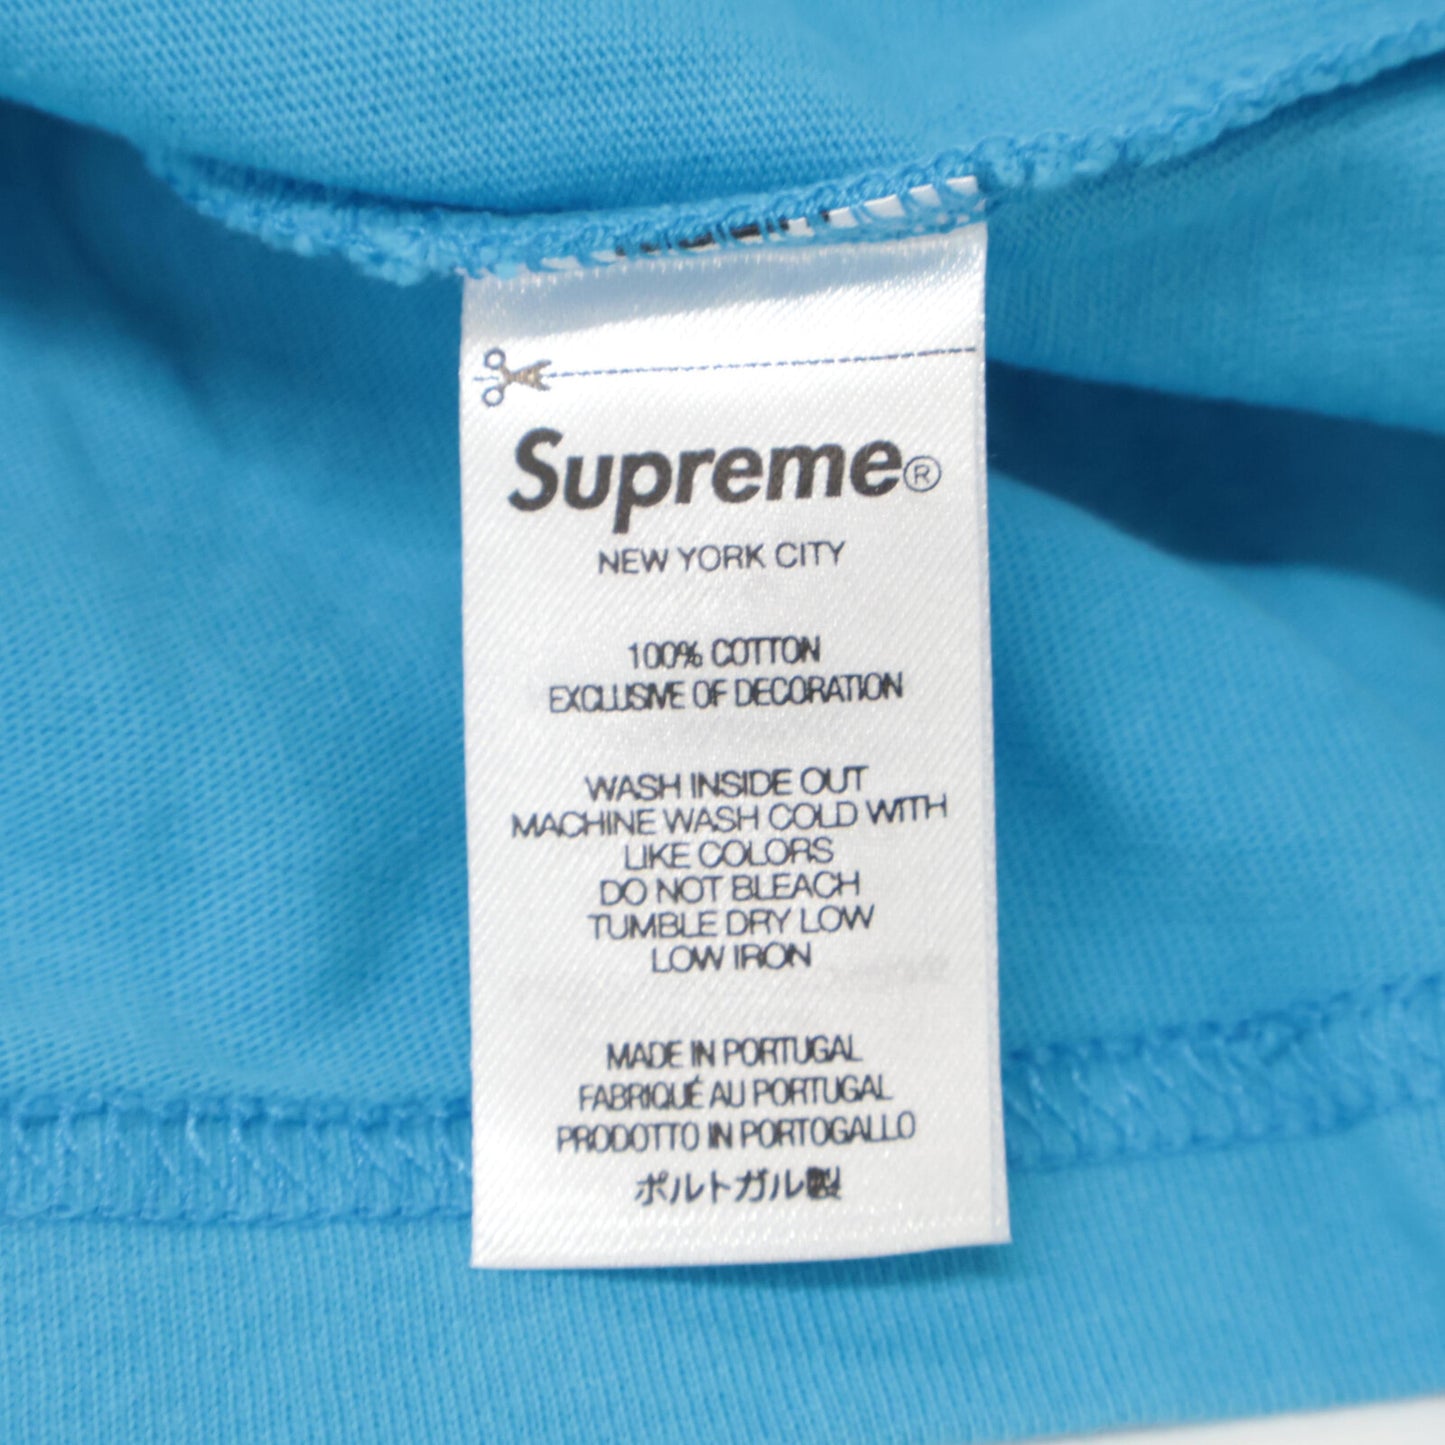 Supreme®
NEW YORK CITY
100% COTTON
EXCLUSIVE OF DECORATION
WASH INSIDE OUT
MACHINE WASH COLD WITH
LIKE COLORS
DO NOT BLEACH
TUMBLE DRY LOW
LOW IRON
MADE IN PORTUGAL
FABRIQUÉ AU PORTUGAL
PRODOTTO IN PORTOGALLO
ポルトガル製